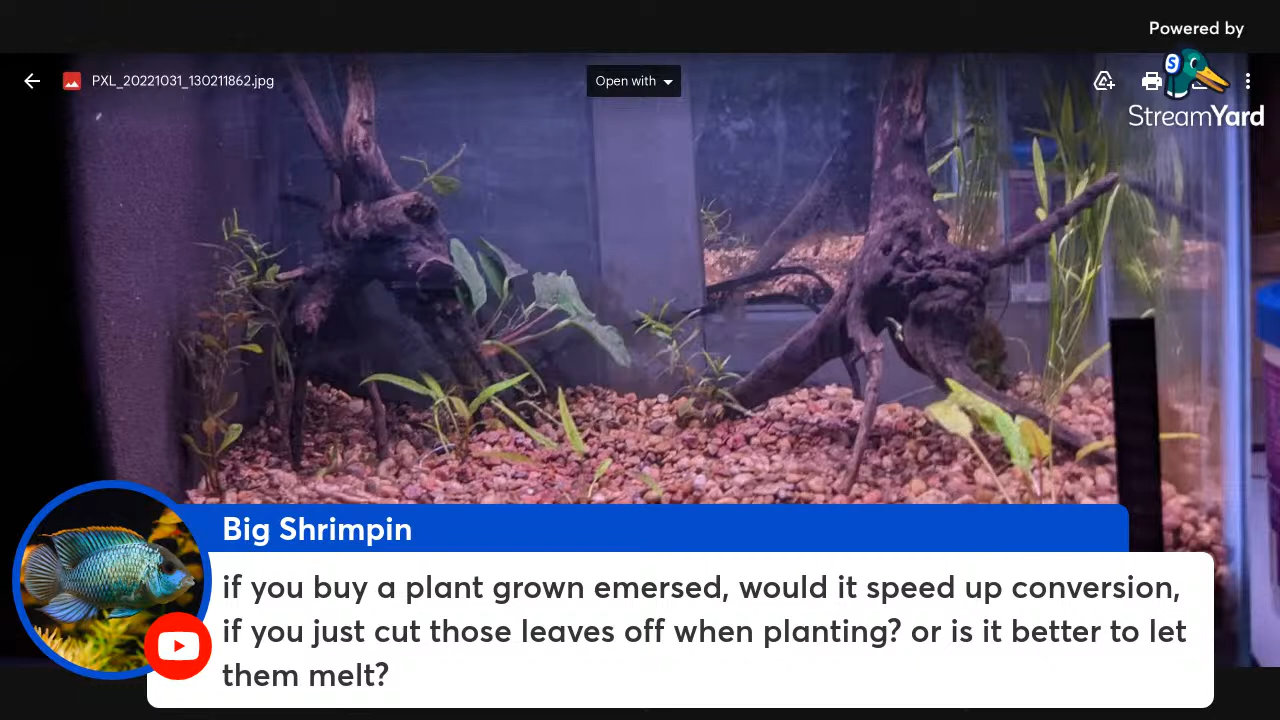 Powered by
PXL_20221031_130211862.jpg
Open with
S
StreamYard
Big Shrimpin
if you buy a plant grown emersed, would it speed up conversion,
if you just cut those leaves off when planting? or is it better to let
them melt?